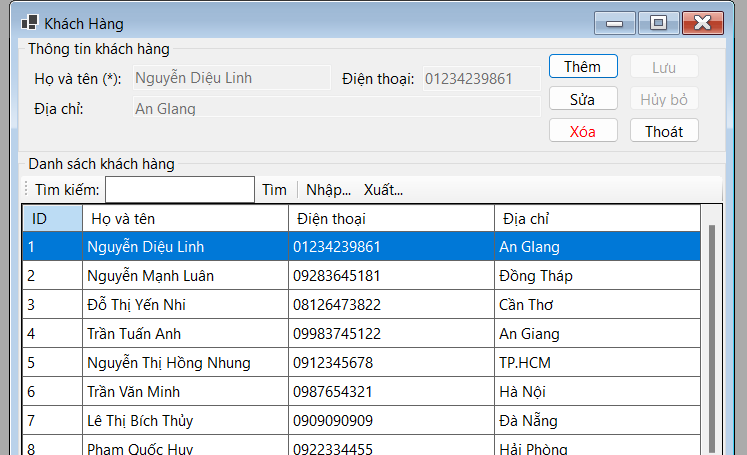 Khách Hàng
Thông tin khách hàng
Họ và tên (*): Nguyễn Diệu Linh Điện thoại: 01234239861 Thêm Lưu
Địa chỉ: An Glang Sửa Hủy bỏ
Xóa Thoát
Danh sách khách hàng
Tìm kiếm: Tìm Nhập... Xuất...
ID Họ và tên Điện thoại Địa chỉ
1 Nguyễn Diệu Linh 01234239861 An Glang
2 Nguyễn Mạnh Luân 09283645181 Đồng Tháp
3 Đỗ Thị Yến Nhi 08126473822 Cần Thơ
4 Trần Tuấn Anh 09983745122 An Giang
5 Nguyễn Thị Hồng Nhung 0912345678 TP.HCM
6 Trần Văn Minh 0987654321 Hà Nội
7 Lê Thị Bích Thủy 0909090909 Đà Nẵng
8 Phạm Quốc Huy 0922334455 Hải Phòng